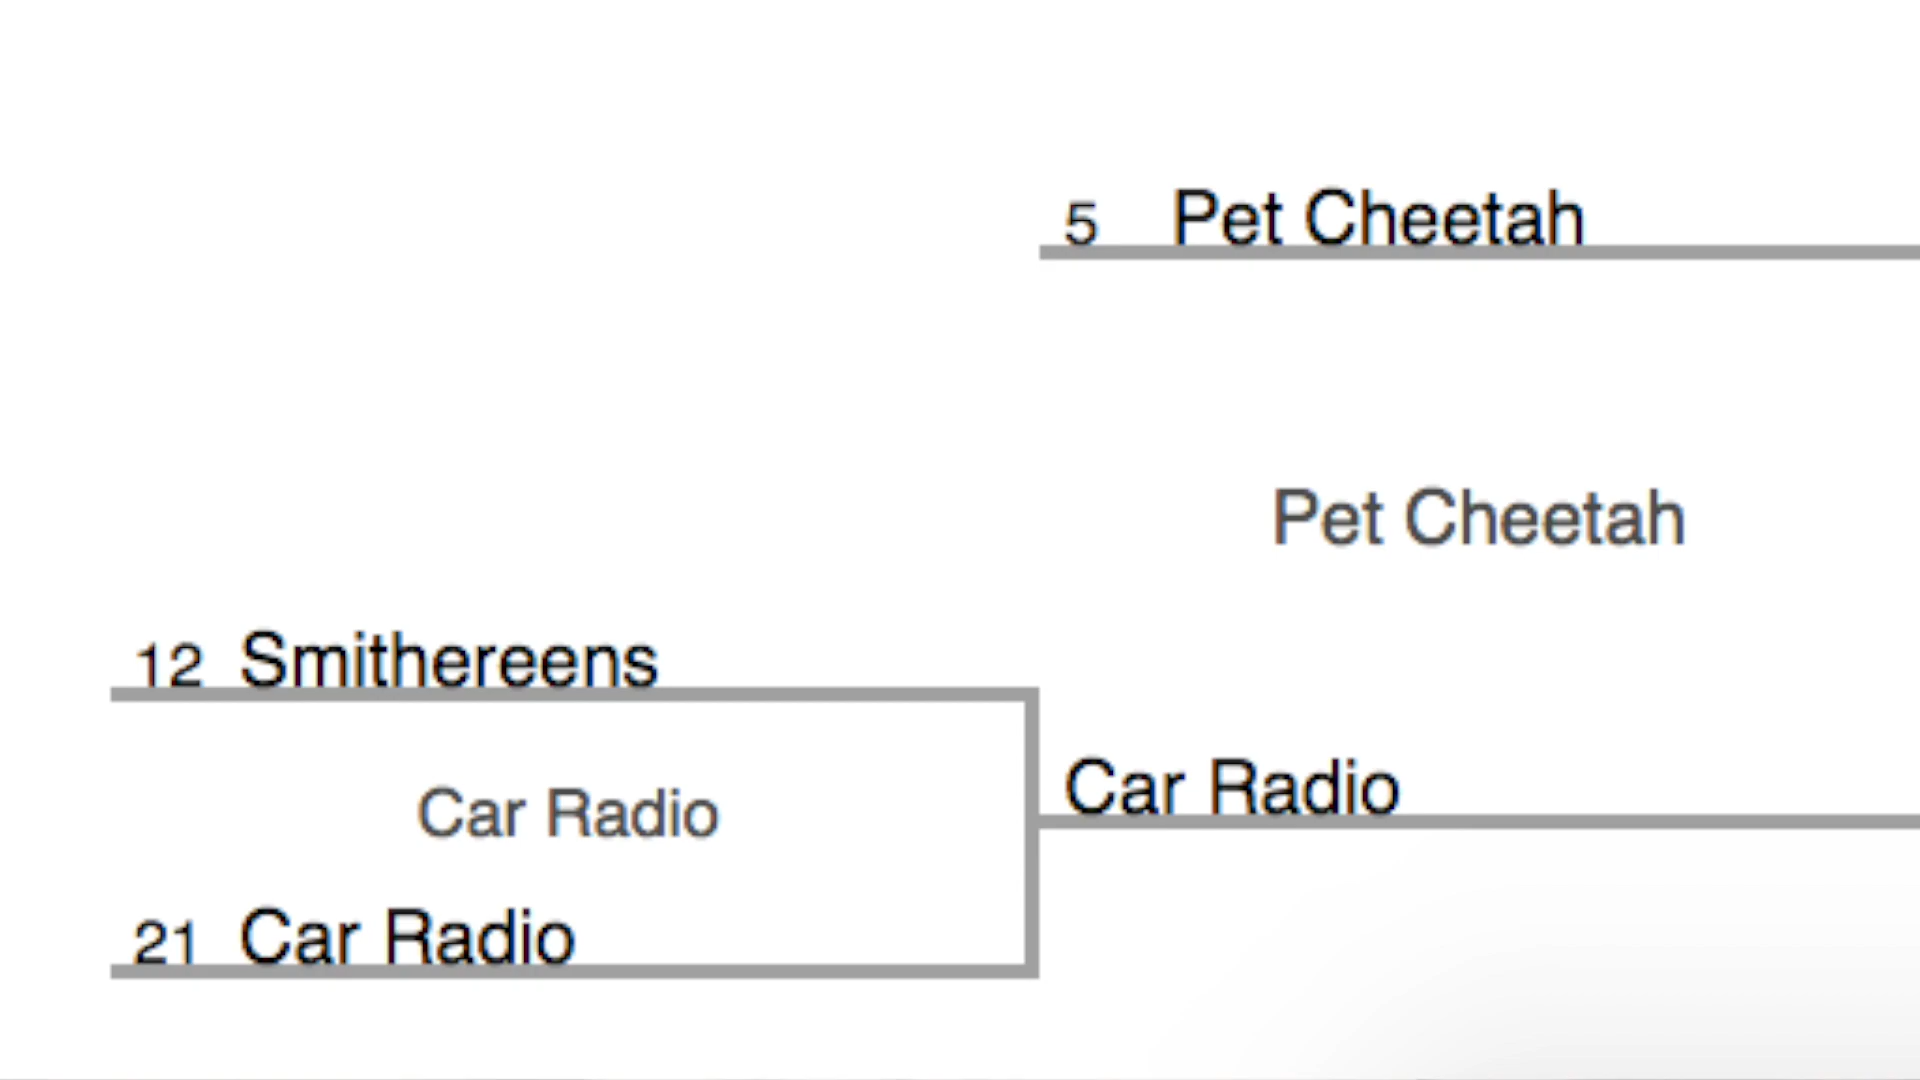 5 Pet Cheetah
Pet Cheetah
12 Smithereens
Car Radio
Car Radio
21 Car Radio